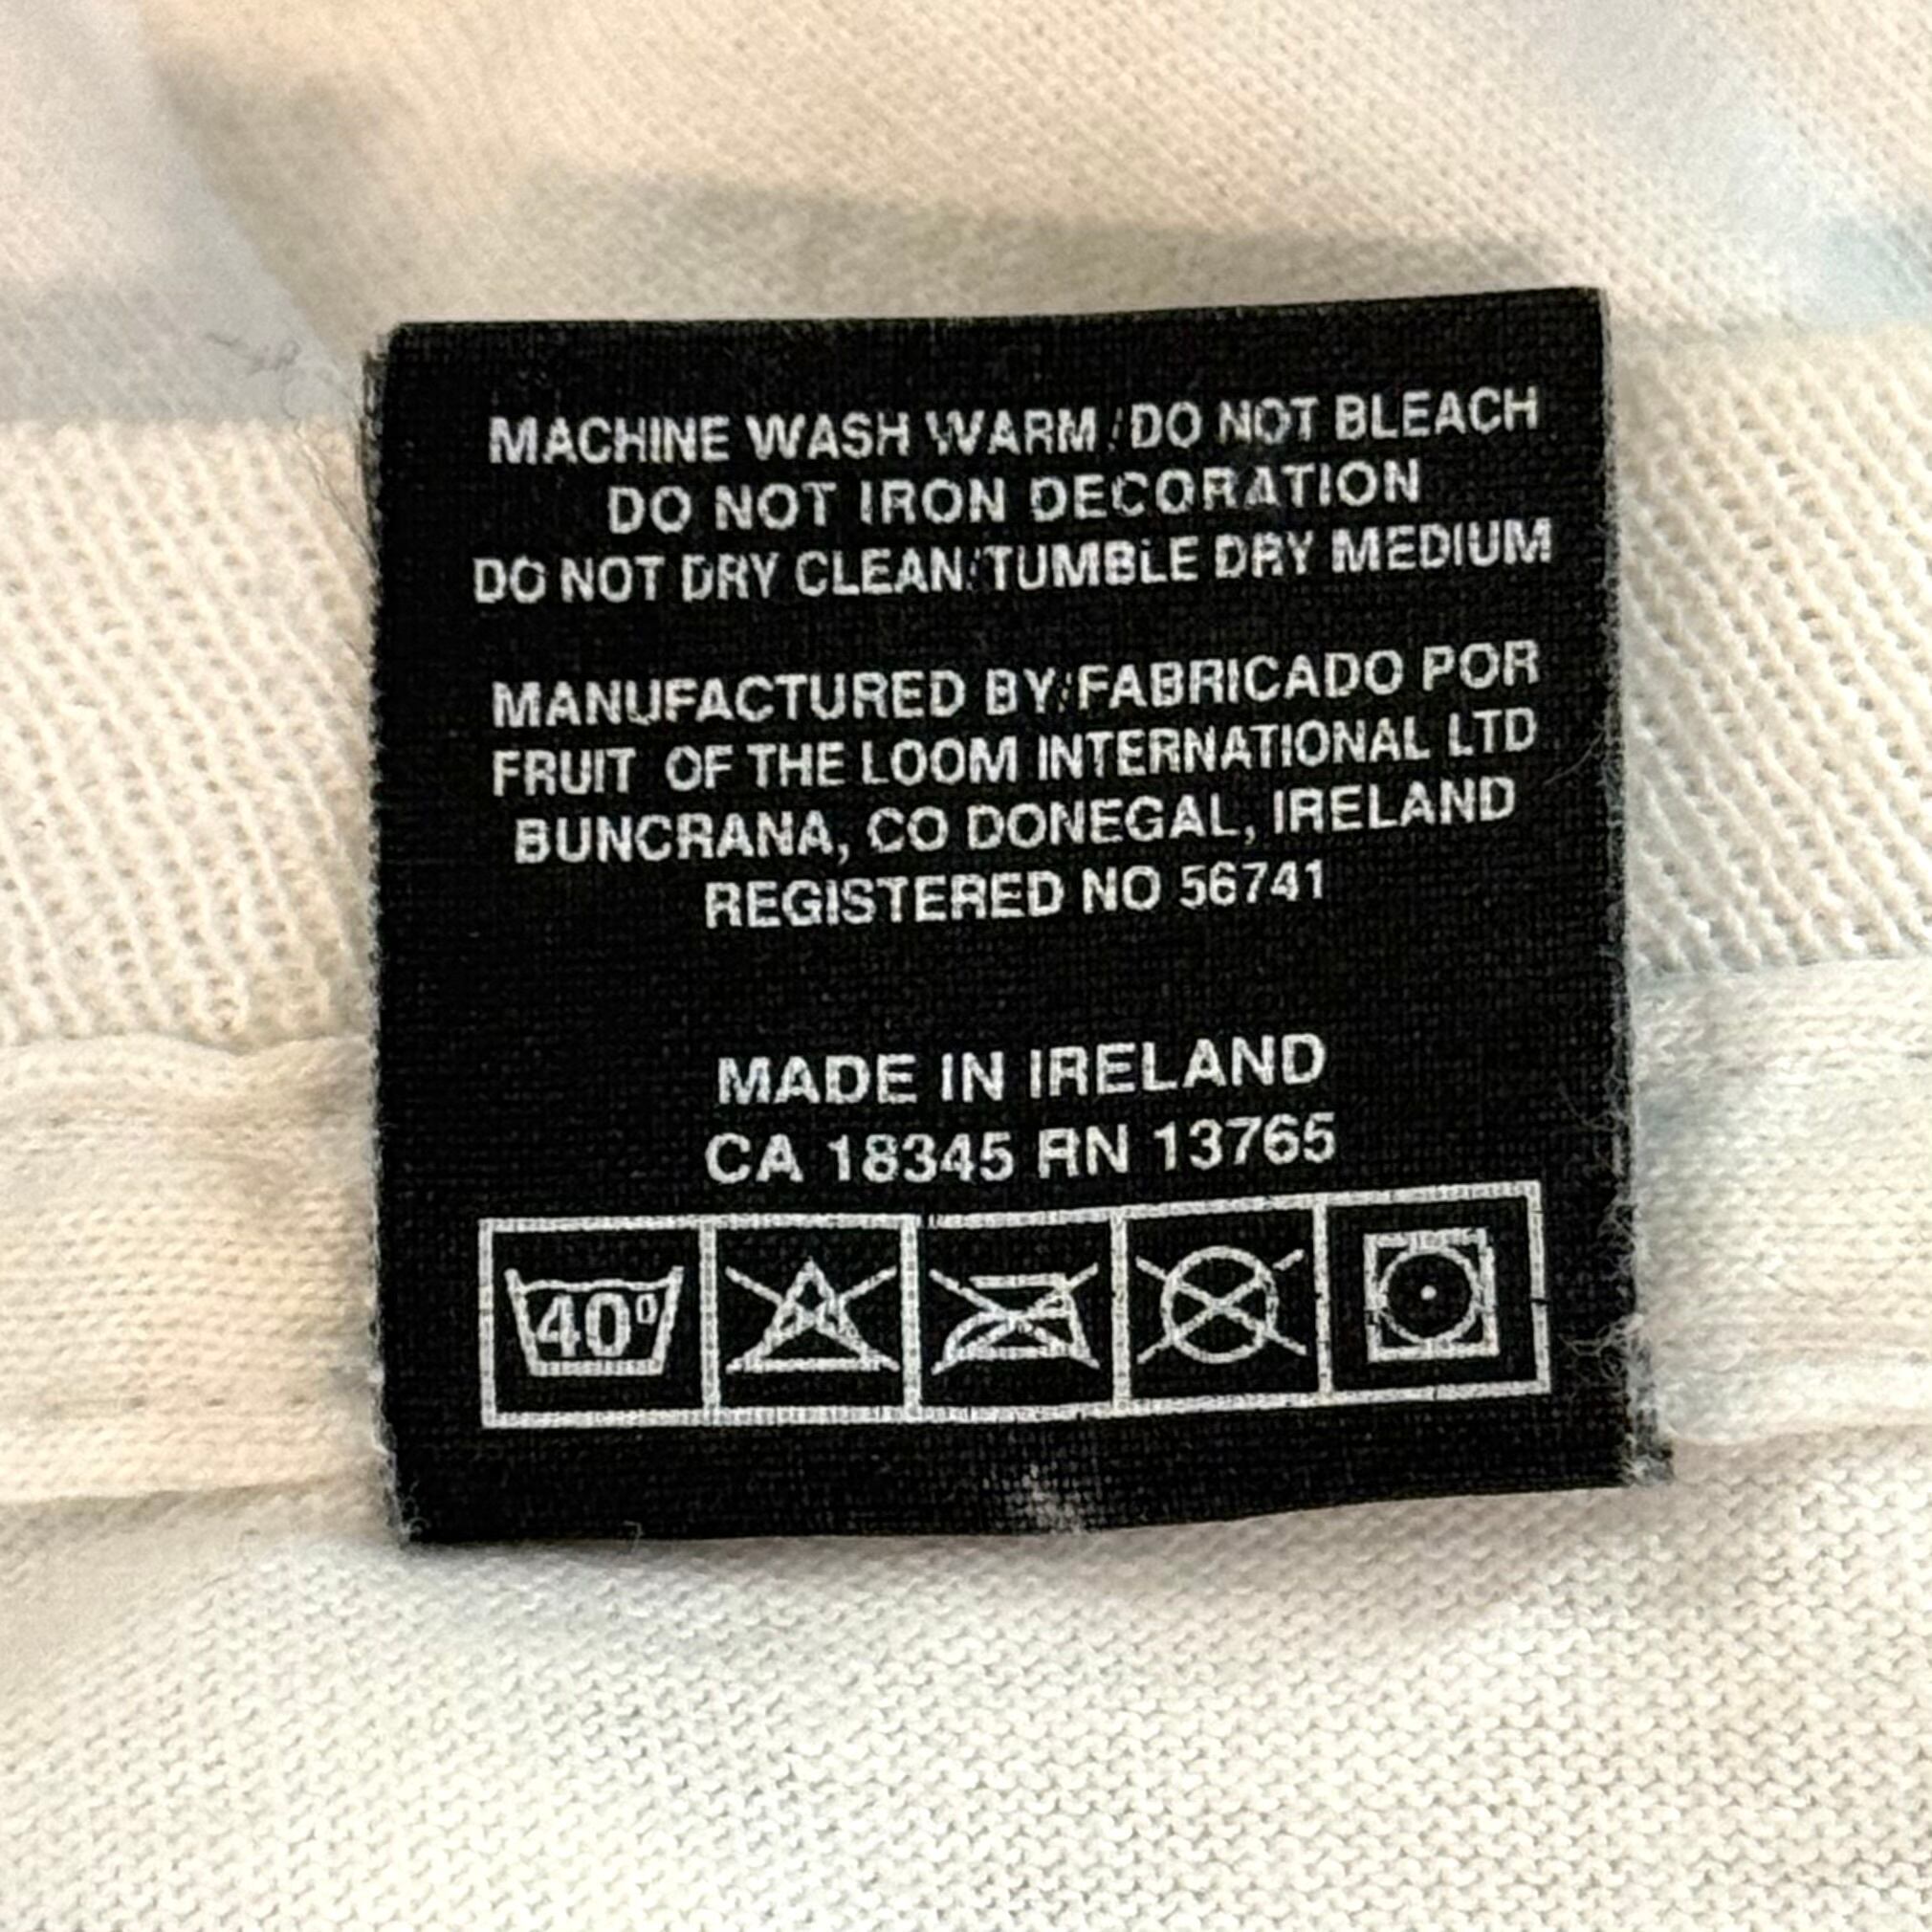 MACHINE WASH WARM/DO NOT BLEACH
DO NOT IRON DECORATION
DO NOT DRY CLEAN/TUMBLE DRY MEDIUM
MANUFACTURED BY/FABRICADO POR
FRUIT OF THE LOOM INTERNATIONAL LTD
BUNCRANA, CO DONEGAL, IRELAND
REGISTERED NO 56741
MADE IN IRELAND
CA 18345 RN 13765
40°